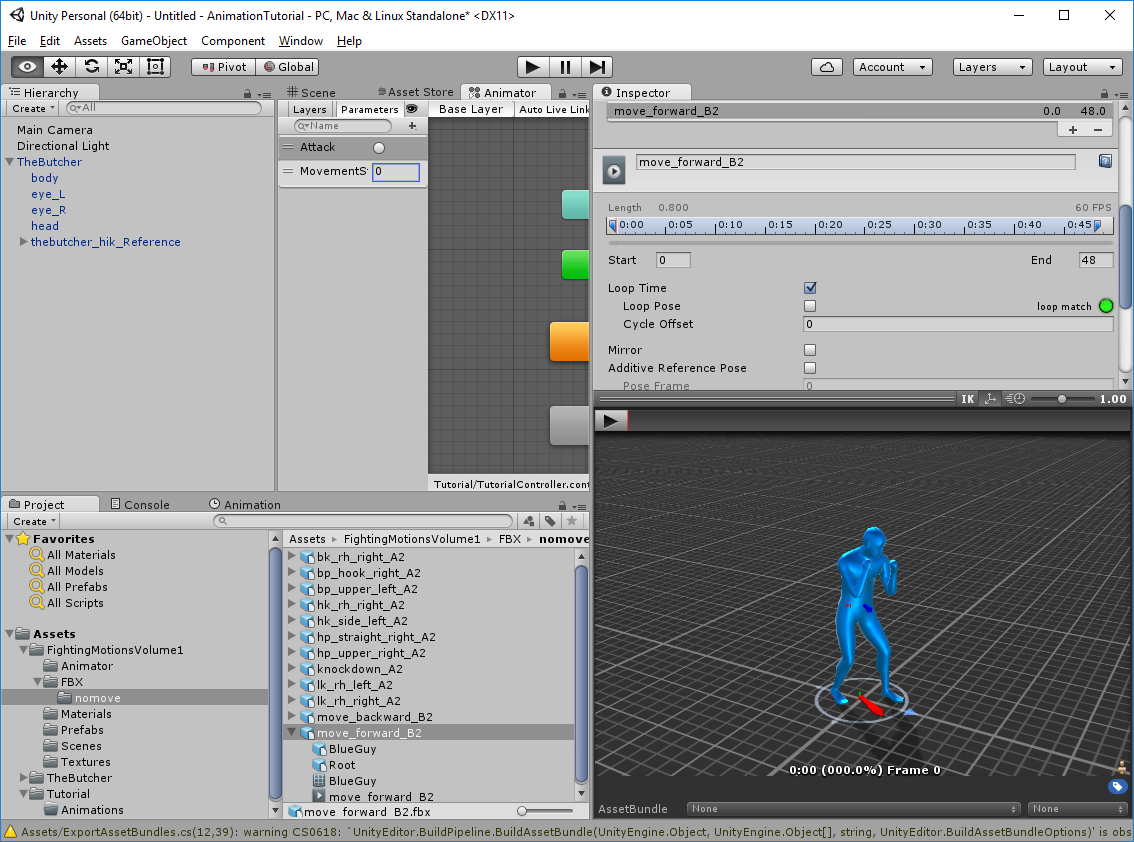 Unity Personal (64bit) - Untitled - AnimationTutorial - PC, Mac & Linux Standalone* <DX11>
File Edit Assets GameObject Component Window Help
Pivot Global Account Layers Layout
Hierarchy
Create All
Main Camera
Directional Light
TheButcher
body
eye_L
eye_R
head
thebutcher_hik_Reference
Scene Asset Store Animator
Layers Parameters Base Layer Auto Live Link
Name
Attack
MovementS 0
Tutorial/TutorialController.cont
Inspector
move_forward_B2 0.0 48.0
+ −
move_forward_B2
Length 0.800 60 FPS
0:00 0:05 0:10 0:15 0:20 0:25 0:30 0:35 0:40 0:45
Start 0 End 48
Loop Time
Loop Pose loop match
Cycle Offset 0
Mirror
Additive Reference Pose
Pose Frame 0
IK 1.00
0:00 (000.0%) Frame 0
AssetBundle None None
Project Console Animation
Create
Favorites
All Materials
All Models
All Prefabs
All Scripts
Assets
FightingMotionsVolume1
Animator
FBX
nomove
Materials
Prefabs
Scenes
Textures
TheButcher
Tutorial
Animations
Assets FightingMotionsVolume1 FBX nomove
bk_rh_right_A2
bp_hook_right_A2
bp_upper_left_A2
hk_rh_right_A2
hk_side_left_A2
hp_straight_right_A2
hp_upper_right_A2
knockdown_A2
lk_rh_left_A2
lk_rh_right_A2
move_backward_B2
move_forward_B2
BlueGuy
Root
BlueGuy
move_forward_B2
move_forward_B2.fbx
Assets/ExportAssetBundles.cs(12,39): warning CS0618: `UnityEditor.BuildPipeline.BuildAssetBundle(UnityEngine.Object, UnityEngine.Object[], string, UnityEditor.BuildAssetBundleOptions)' is obs